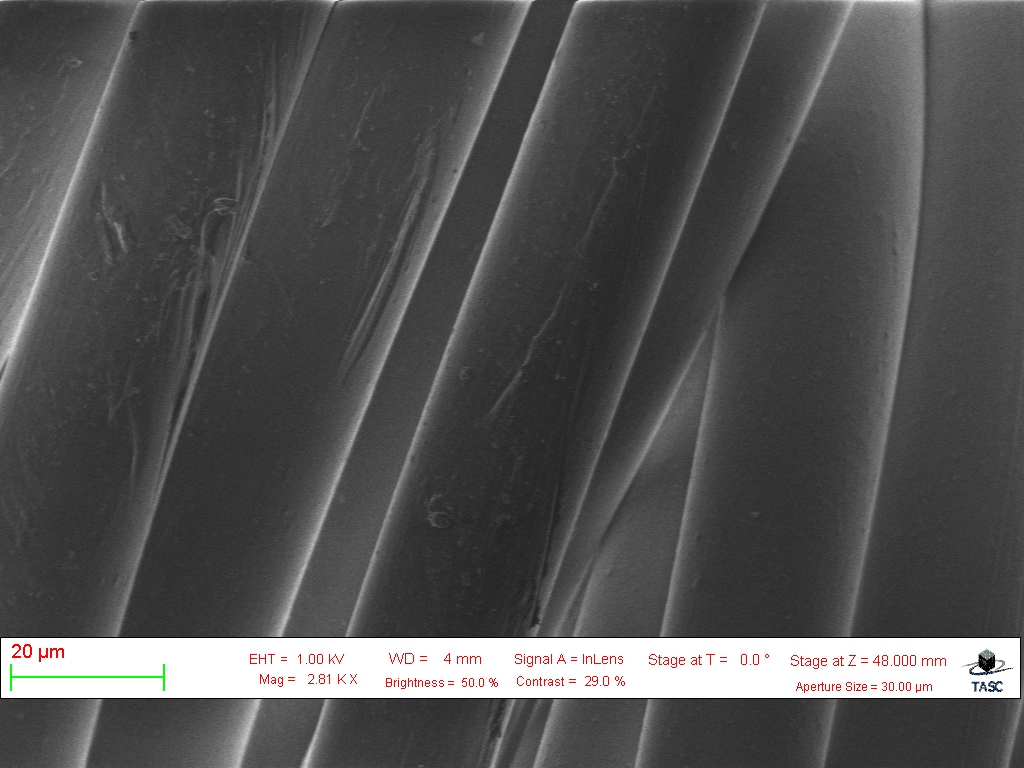 20 µm
EHT = 1.00 kV WD = 4 mm Signal A = InLens Stage at T = 0.0 ° Stage at Z = 48.000 mm
Mag = 2.81 K X Brightness = 50.0 % Contrast = 29.0 % Aperture Size = 30.00 µm
TASC